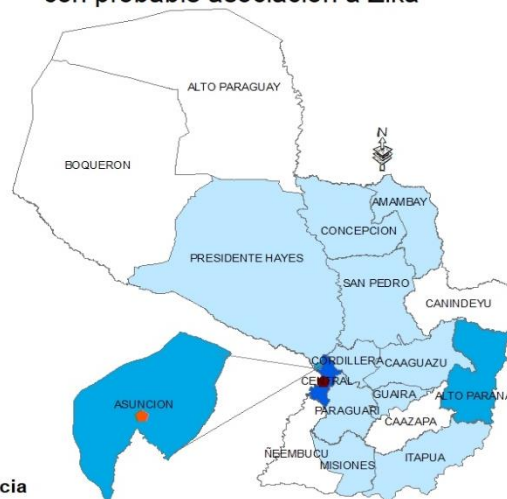 con probable asociación a Zika
ALTO PARAGUAY
BOQUERON
N
AMAMBAY
CONCEPCION
PRESIDENTE HAYES
SAN PEDRO
CANINDEYU
CORDILLERA
CAAGUAZU
CENTRAL
ASUNCION
GUAIRA
ALTO PARANA
PARAGUARI
CAAZAPA
ÑEEMBUCU
MISIONES
ITAPUA
cia